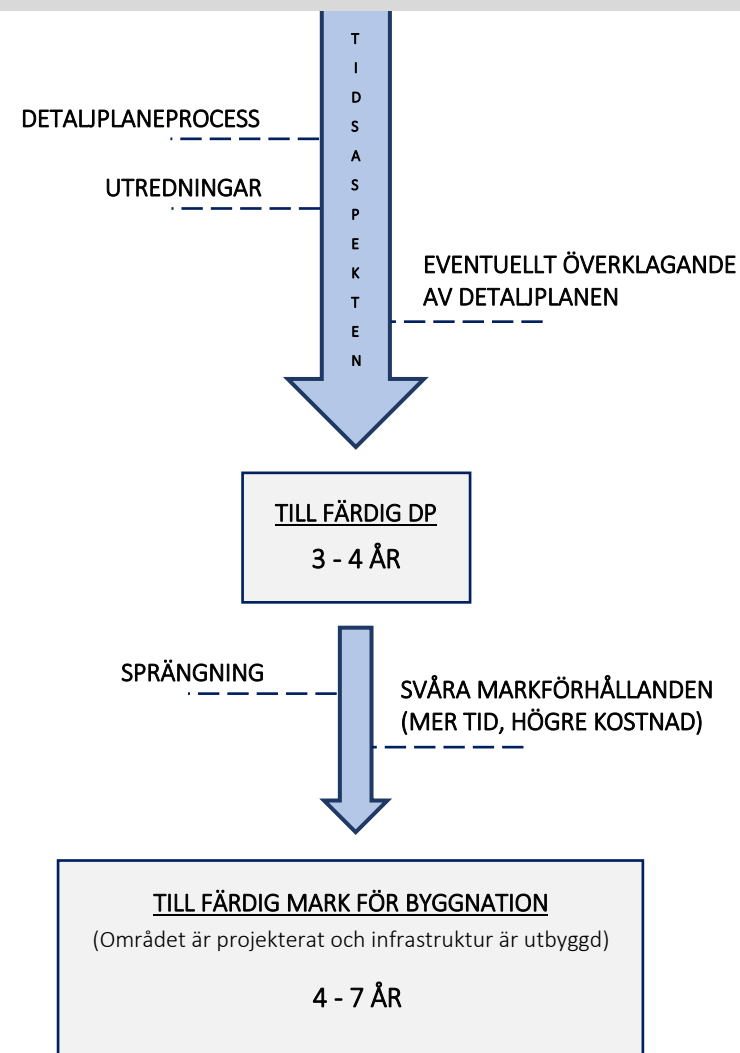 TIDSASPEKTEN
DETALJPLANEPROCESS
UTREDNINGAR
EVENTUELLT ÖVERKLAGANDE
AV DETALJPLANEN
TILL FÄRDIG DP
3 - 4 ÅR
SPRÄNGNING
SVÅRA MARKFÖRHÅLLANDEN
(MER TID, HÖGRE KOSTNAD)
TILL FÄRDIG MARK FÖR BYGGNATION
(Området är projekterat och infrastruktur är utbyggd)
4 - 7 ÅR